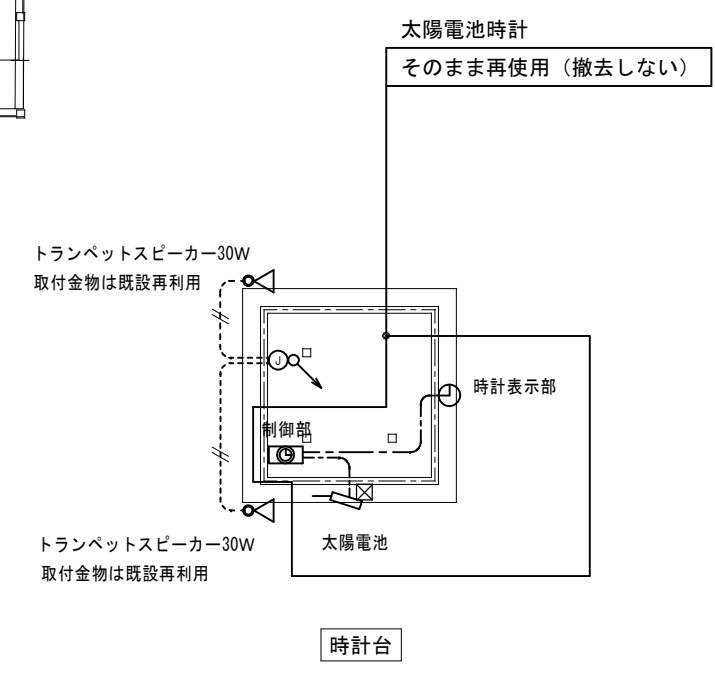 太陽電池時計
そのまま再使用（撤去しない）
トランペットスピーカー30W
取付金物は既設再利用
J
時計表示部
制御部
トランペットスピーカー30W
取付金物は既設再利用
太陽電池
時計台